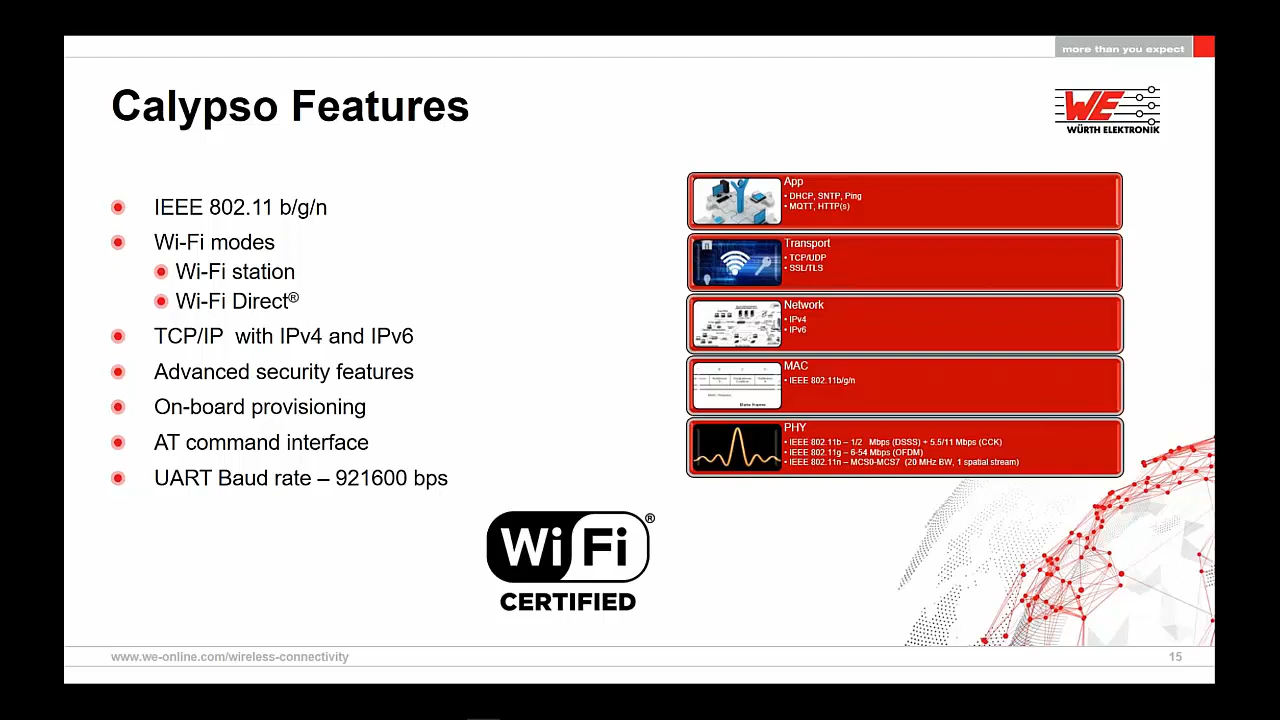 more than you expect
Calypso Features
WE
WÜRTH ELEKTRONIK
IEEE 802.11 b/g/n
Wi-Fi modes
Wi-Fi station
Wi-Fi Direct®
TCP/IP with IPv4 and IPv6
Advanced security features
On-board provisioning
AT command interface
UART Baud rate – 921600 bps
App
• DHCP, SNTP, Ping
• MQTT, HTTP(s)
Transport
• TCP/UDP
• SSL/TLS
Network
• IPv4
• IPv6
MAC
• IEEE 802.11b/g/n
PHY
• IEEE 802.11b – 1/2 Mbps (DSSS) + 5.5/11 Mbps (CCK)
• IEEE 802.11g – 6-54 Mbps (OFDM)
• IEEE 802.11n – MCS0-MCS7 (20 MHz BW, 1 spatial stream)
Wi Fi®
CERTIFIED
www.we-online.com/wireless-connectivity
15